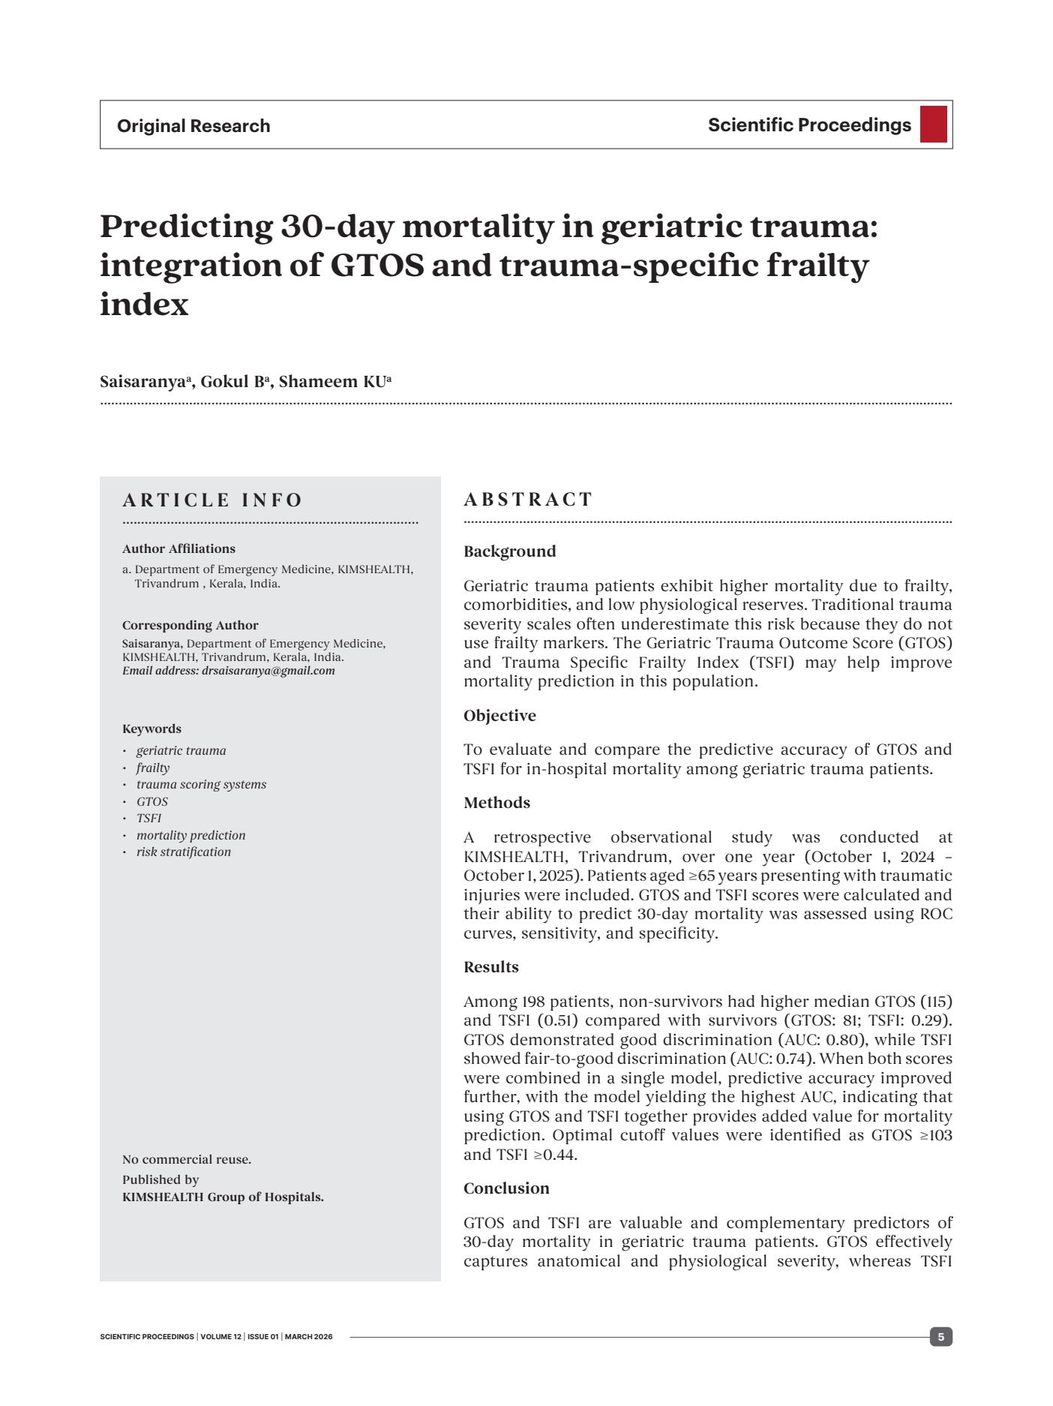 Original Research
Scientific Proceedings
Predicting 30-day mortality in geriatric trauma:
integration of GTOS and trauma-specific frailty
index
Saisaranyaᵃ, Gokul Bᵃ, Shameem KUᵃ
ARTICLE INFO
Author Affiliations
a. Department of Emergency Medicine, KIMSHEALTH,
Trivandrum , Kerala, India.
Corresponding Author
Saisaranya, Department of Emergency Medicine,
KIMSHEALTH, Trivandrum, Kerala, India.
Email address: drsaisaranya@gmail.com
Keywords
· geriatric trauma
· frailty
· trauma scoring systems
· GTOS
· TSFI
· mortality prediction
· risk stratification
No commercial reuse.
Published by
KIMSHEALTH Group of Hospitals.
ABSTRACT
Background
Geriatric trauma patients exhibit higher mortality due to frailty,
comorbidities, and low physiological reserves. Traditional trauma
severity scales often underestimate this risk because they do not
use frailty markers. The Geriatric Trauma Outcome Score (GTOS)
and Trauma Specific Frailty Index (TSFI) may help improve
mortality prediction in this population.
Objective
To evaluate and compare the predictive accuracy of GTOS and
TSFI for in-hospital mortality among geriatric trauma patients.
Methods
A retrospective observational study was conducted at
KIMSHEALTH, Trivandrum, over one year (October 1, 2024 –
October 1, 2025). Patients aged ≥65 years presenting with traumatic
injuries were included. GTOS and TSFI scores were calculated and
their ability to predict 30-day mortality was assessed using ROC
curves, sensitivity, and specificity.
Results
Among 198 patients, non-survivors had higher median GTOS (115)
and TSFI (0.51) compared with survivors (GTOS: 81; TSFI: 0.29).
GTOS demonstrated good discrimination (AUC: 0.80), while TSFI
showed fair-to-good discrimination (AUC: 0.74). When both scores
were combined in a single model, predictive accuracy improved
further, with the model yielding the highest AUC, indicating that
using GTOS and TSFI together provides added value for mortality
prediction. Optimal cutoff values were identified as GTOS ≥103
and TSFI ≥0.44.
Conclusion
GTOS and TSFI are valuable and complementary predictors of
30-day mortality in geriatric trauma patients. GTOS effectively
captures anatomical and physiological severity, whereas TSFI
SCIENTIFIC PROCEEDINGS | VOLUME 12 | ISSUE 01 | MARCH 2026
5